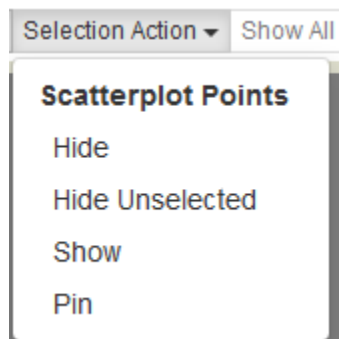 Selection Action Show All
Scatterplot Points
Hide
Hide Unselected
Show
Pin